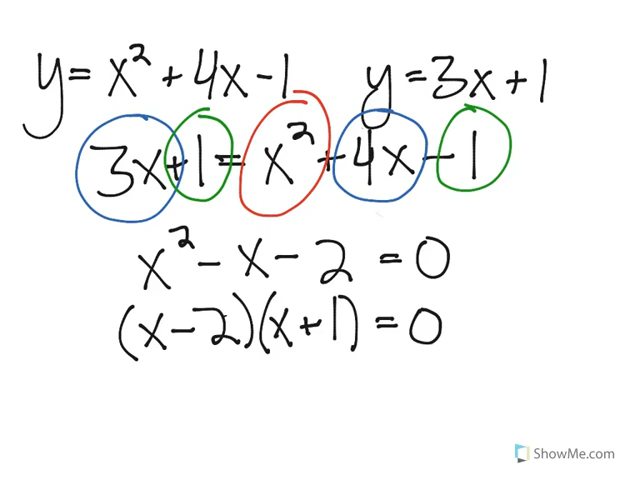 y = x² + 4x - 1   y = 3x + 1
3x + 1 = x² + 4x - 1
x² - x - 2 = 0
(x - 2)(x + 1) = 0
ShowMe.com